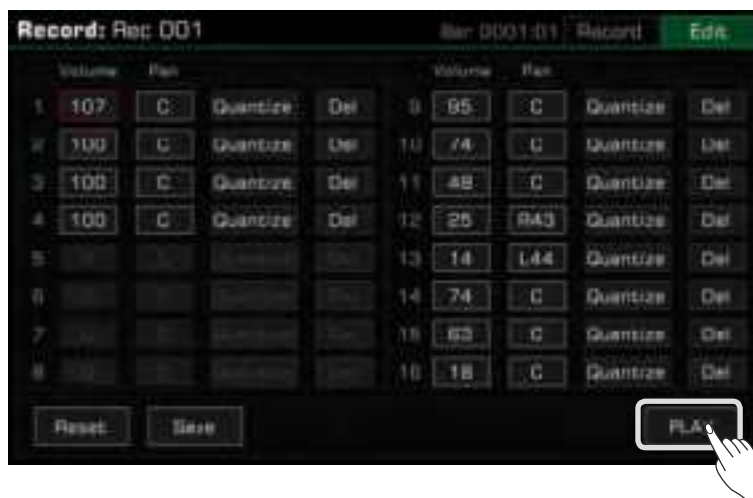 Record: Rec 001 Bar 0001:01 Record Edit
Volume Pan Volume Pan
1 107 C Quantize Del 9 95 C Quantize Del
2 100 C Quantize Del 10 74 C Quantize Del
3 100 C Quantize Del 11 48 C Quantize Del
4 100 C Quantize Del 12 25 R43 Quantize Del
5 13 14 L44 Quantize Del
6 14 74 C Quantize Del
7 15 63 C Quantize Del
8 16 18 C Quantize Del
Reset Save